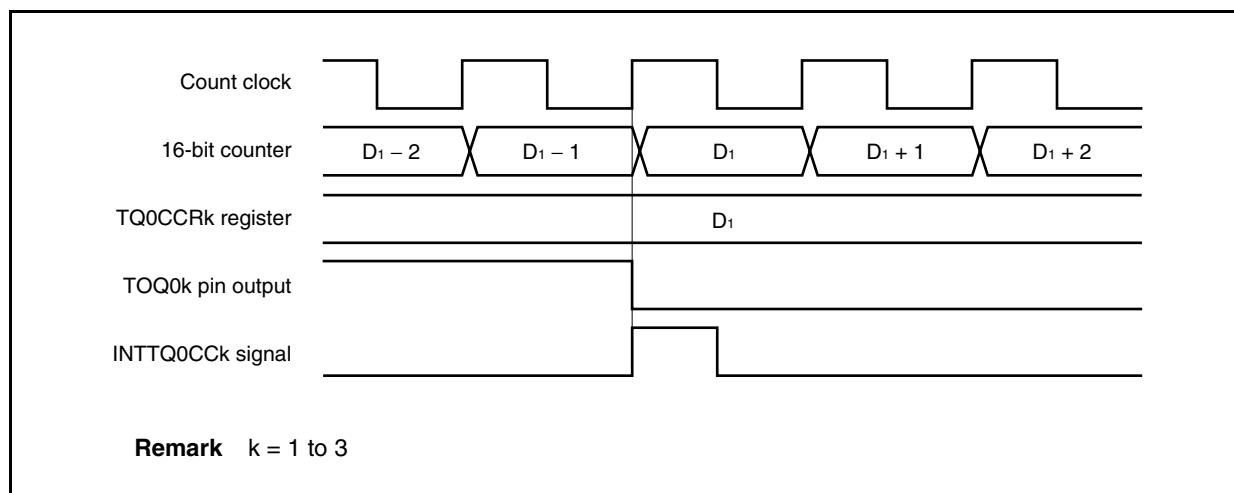 Count clock
16-bit counter
D₁ – 2 D₁ – 1 D₁ D₁ + 1 D₁ + 2
TQ0CCRk register
D₁
TOQ0k pin output
INTTQ0CCk signal
Remark k = 1 to 3